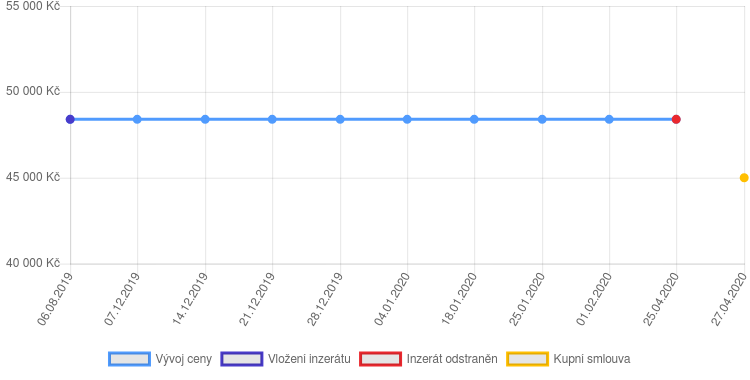 55 000 Kč
50 000 Kč
45 000 Kč
40 000 Kč
06.08.2019
07.12.2019
14.12.2019
21.12.2019
28.12.2019
04.01.2020
18.01.2020
25.01.2020
01.02.2020
25.04.2020
27.04.2020
Vývoj ceny
Vložení inzerátu
Inzerát odstraněn
Kupní smlouva